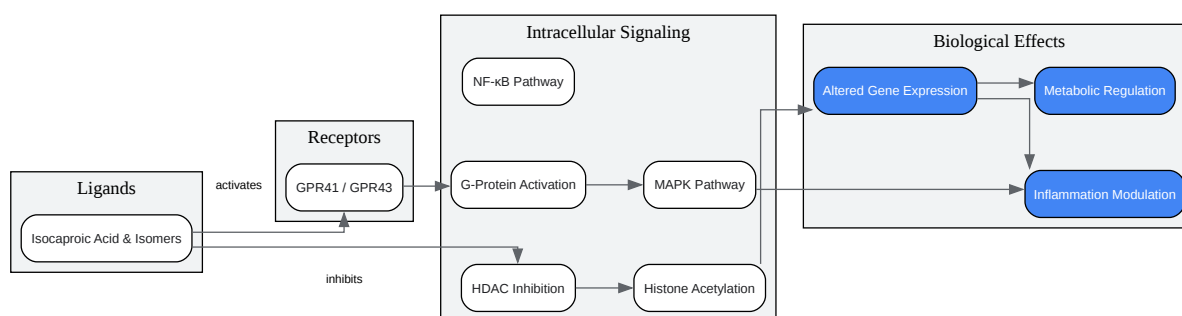 Ligands
Isocaproic Acid & Isomers
activates
inhibits
Receptors
GPR41 / GPR43
Intracellular Signaling
NF-κB Pathway
G-Protein Activation
MAPK Pathway
HDAC Inhibition
Histone Acetylation
Biological Effects
Altered Gene Expression
Metabolic Regulation
Inflammation Modulation